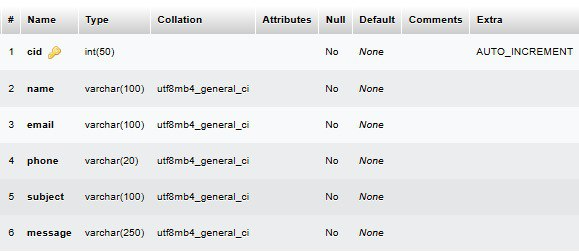 # Name Type Collation Attributes Null Default Comments Extra
1 cid int(50) No None AUTO_INCREMENT
2 name varchar(100) utf8mb4_general_ci No None
3 email varchar(100) utf8mb4_general_ci No None
4 phone varchar(20) utf8mb4_general_ci No None
5 subject varchar(100) utf8mb4_general_ci No None
6 message varchar(250) utf8mb4_general_ci No None